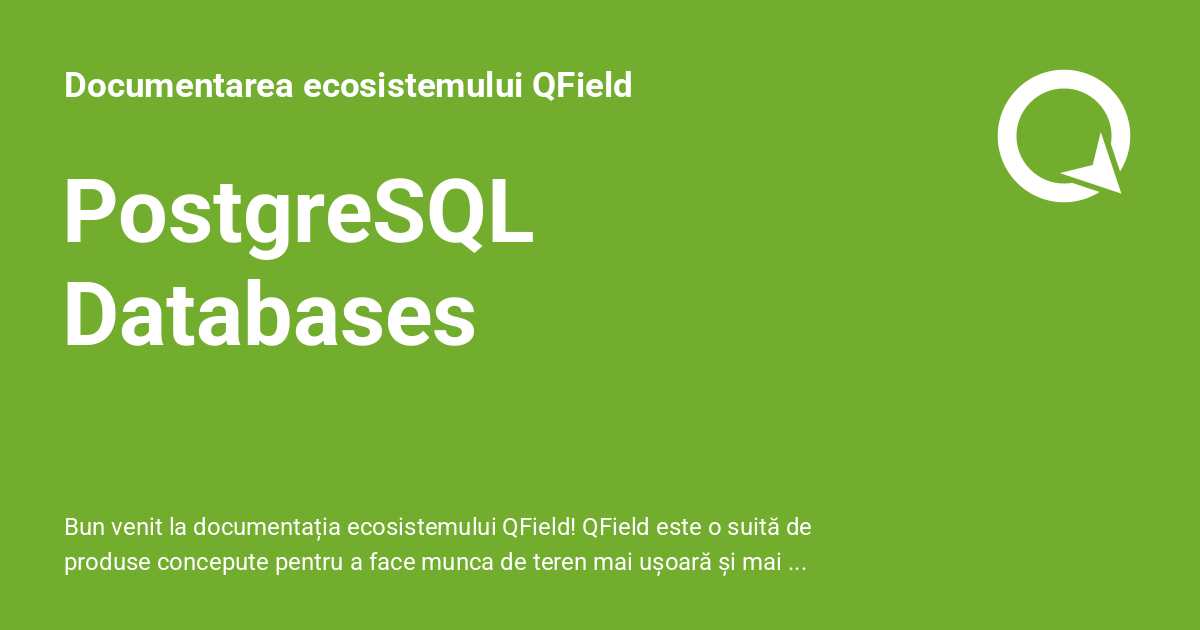 Documentarea ecosistemului QField
PostgreSQL
Databases
Bun venit la documentația ecosistemului QField! QField este o suită de
produse concepute pentru a face munca de teren mai ușoară și mai ...